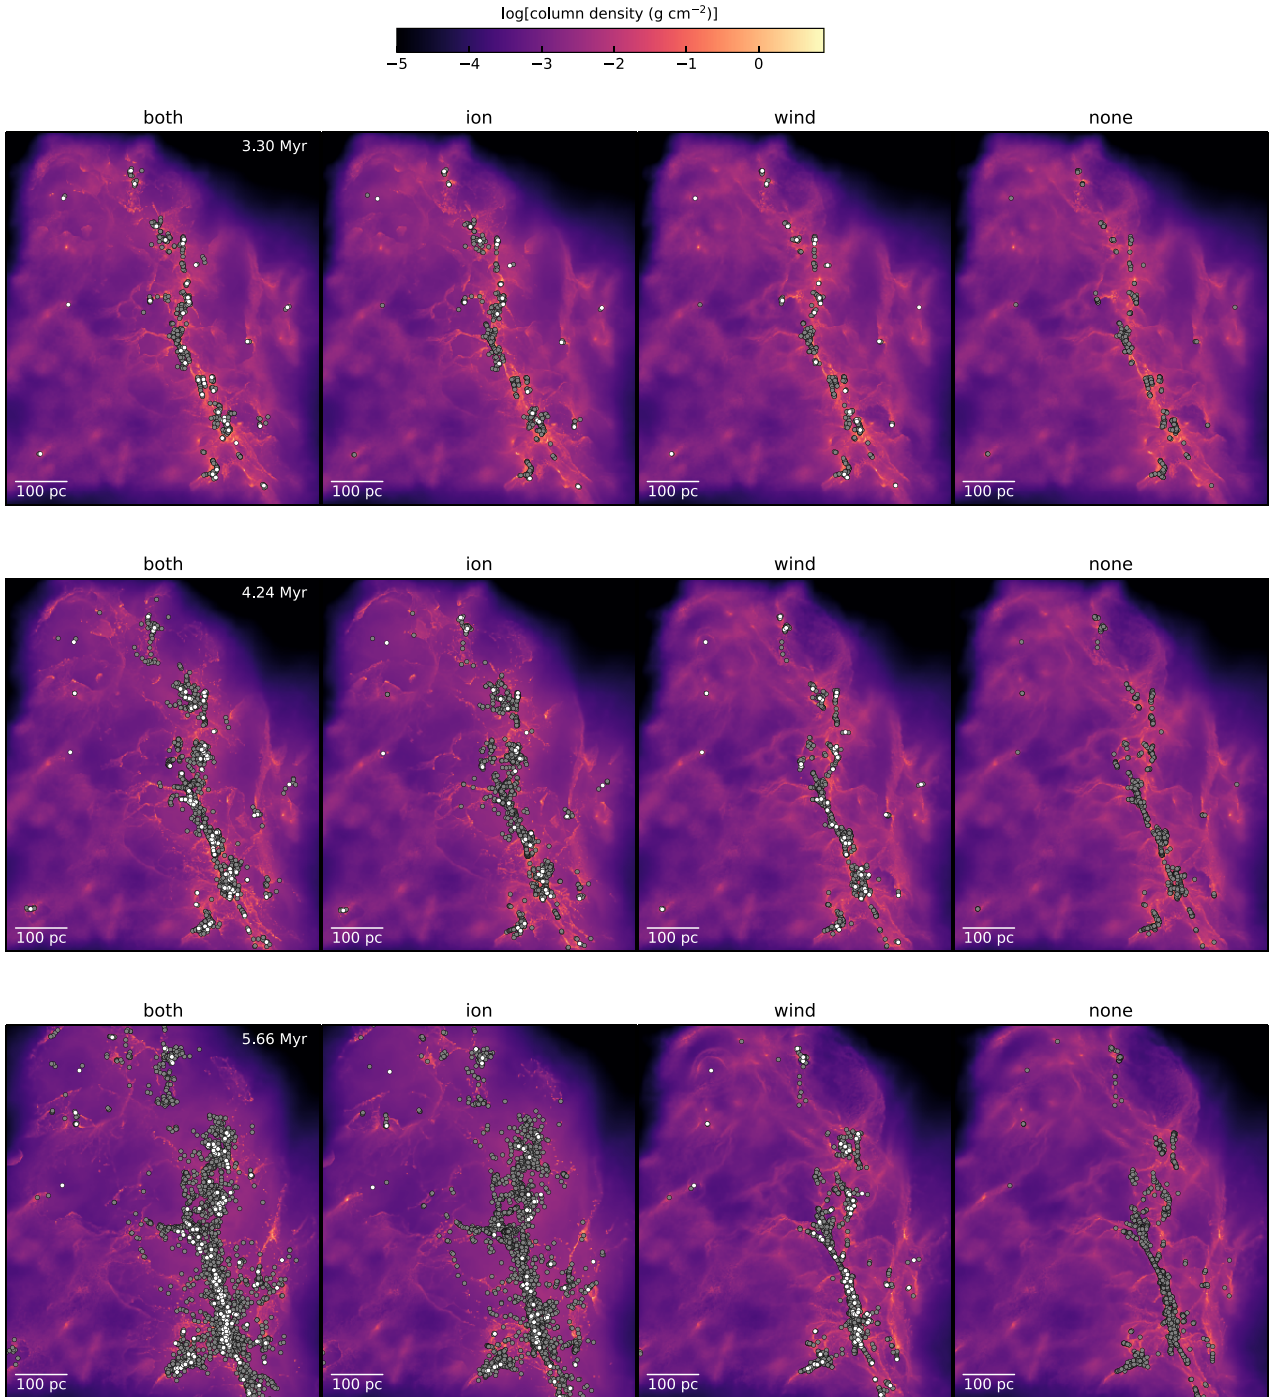 log[column density (g cm⁻²)]
−5 −4 −3 −2 −1 0
both ion wind none
3.30 Myr
100 pc 100 pc 100 pc 100 pc
both ion wind none
4.24 Myr
100 pc 100 pc 100 pc 100 pc
both ion wind none
5.66 Myr
100 pc 100 pc 100 pc 100 pc